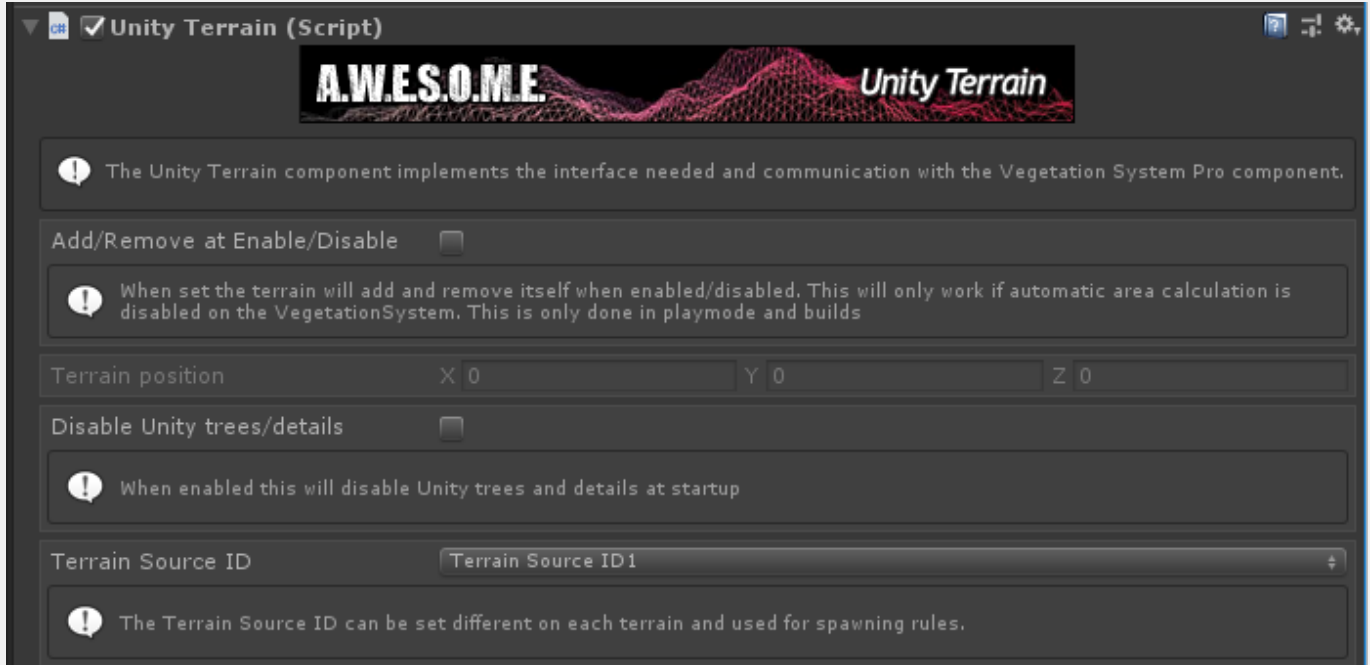 c#
Unity Terrain (Script)
A.W.E.S.O.M.E. Unity Terrain
The Unity Terrain component implements the interface needed and communication with the Vegetation System Pro component.
Add/Remove at Enable/Disable
When set the terrain will add and remove itself when enabled/disabled. This will only work if automatic area calculation is
disabled on the VegetationSystem. This is only done in playmode and builds
Terrain position X 0 Y 0 Z 0
Disable Unity trees/details
When enabled this will disable Unity trees and details at startup
Terrain Source ID Terrain Source ID1
The Terrain Source ID can be set different on each terrain and used for spawning rules.